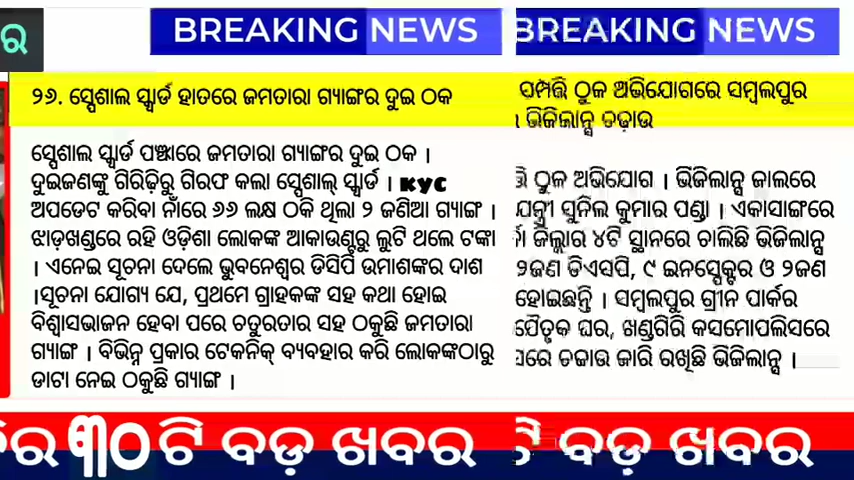 ର
BREAKING NEWS
BREAKING NEWS
୨୬. ସ୍ପେଶାଲ ସ୍କ୍ୱାର୍ଡ ହାତରେ ଜମତାରା ଗ୍ୟାଙ୍ଗର ଦୁଇ ଠକ
ସ୍ପେଶାଲ ସ୍କ୍ୱାର୍ଡ ପଞ୍ଝାରେ ଜମତାରା ଗ୍ୟାଙ୍ଗର ଦୁଇ ଠକ ।
ଦୁଇଜଣଙ୍କୁ ଗିରିଢ଼ିରୁ ଗିରଫ କଲା ସ୍ପେଶାଲ୍ ସ୍କ୍ୱାର୍ଡ । KYC
ଅପଡେଟ କରିବା ନାଁରେ ୬୬ ଲକ୍ଷ ଠକି ଥିଲା ୨ ଜଣିଆ ଗ୍ୟାଙ୍ଗ ।
ଝାଡ଼ଖଣ୍ଡରେ ରହି ଓଡ଼ିଶା ଲୋକଙ୍କ ଆକାଉଣ୍ଟରୁ ଲୁଟି ଥଲେ ଟଙ୍କା
। ଏନେଇ ସୂଚନା ଦେଲେ ଭୁବନେଶ୍ୱର ଡିସିପି ଉମାଶଙ୍କର ଦାଶ
।ସୂଚନା ଯୋଗ୍ୟ ଯେ, ପ୍ରଥମେ ଗ୍ରାହକଙ୍କ ସହ କଥା ହୋଇ
ବିଶ୍ୱାସଭାଜନ ହେବା ପରେ ଚତୁରତାର ସହ ଠକୁଛି ଜମତାରା
ଗ୍ୟାଙ୍ଗ । ବିଭିନ୍ନ ପ୍ରକାର ଟେକନିକ୍ ବ୍ୟବହାର କରି ଲୋକଙ୍କଠାରୁ
ଡାଟା ନେଇ ଠକୁଛି ଗ୍ୟାଙ୍ଗ ।
ସମ୍ପତ୍ତି ଠୁଳ ଅଭିଯୋଗରେ ସମ୍ବଲପୁର
ଭିଜିଲାନ୍ସ ଚଢ଼ାଉ
ଠୁଳ ଅଭିଯୋଗ । ଭିଜିଲାନ୍ସ ଜାଲରେ
ଯନ୍ତ୍ରୀ ସୁନିଲ କୁମାର ପଣ୍ଡା । ଏକାସାଙ୍ଗରେ
ଜିଲ୍ଲାର ୪ଟି ସ୍ଥାନରେ ଚାଲିଛି ଭିଜିଲାନ୍ସ
୨ଜଣ ଡିଏସପି, ୯ ଇନସ୍ପେକ୍ଟର ଓ ୨ଜଣ
ହୋଇଛନ୍ତି । ସମ୍ବଲପୁର ଗ୍ରୀନ ପାର୍କର
ପୈତୃକ ଘର, ଖଣ୍ଡଗିରି କସମୋପଲିସରେ
ସରେ ଚଢାଉ ଜାରି ରଖିଛି ଭିଜିଲାନ୍ସ ।
ରେ ୩୦ଟି ବଡ଼ ଖବର
ଟି ବଡ଼ ଖବର